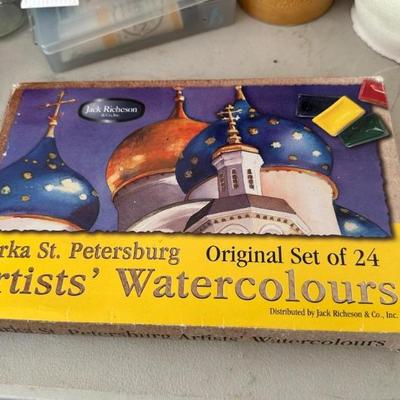 Jack Richeson
& Co, Inc.
rka St. Petersburg
Original Set of 24
rtists' Watercolours
Distributed by Jack Richeson & Co., Inc.
rka St. Petersburg Artists' Watercolours